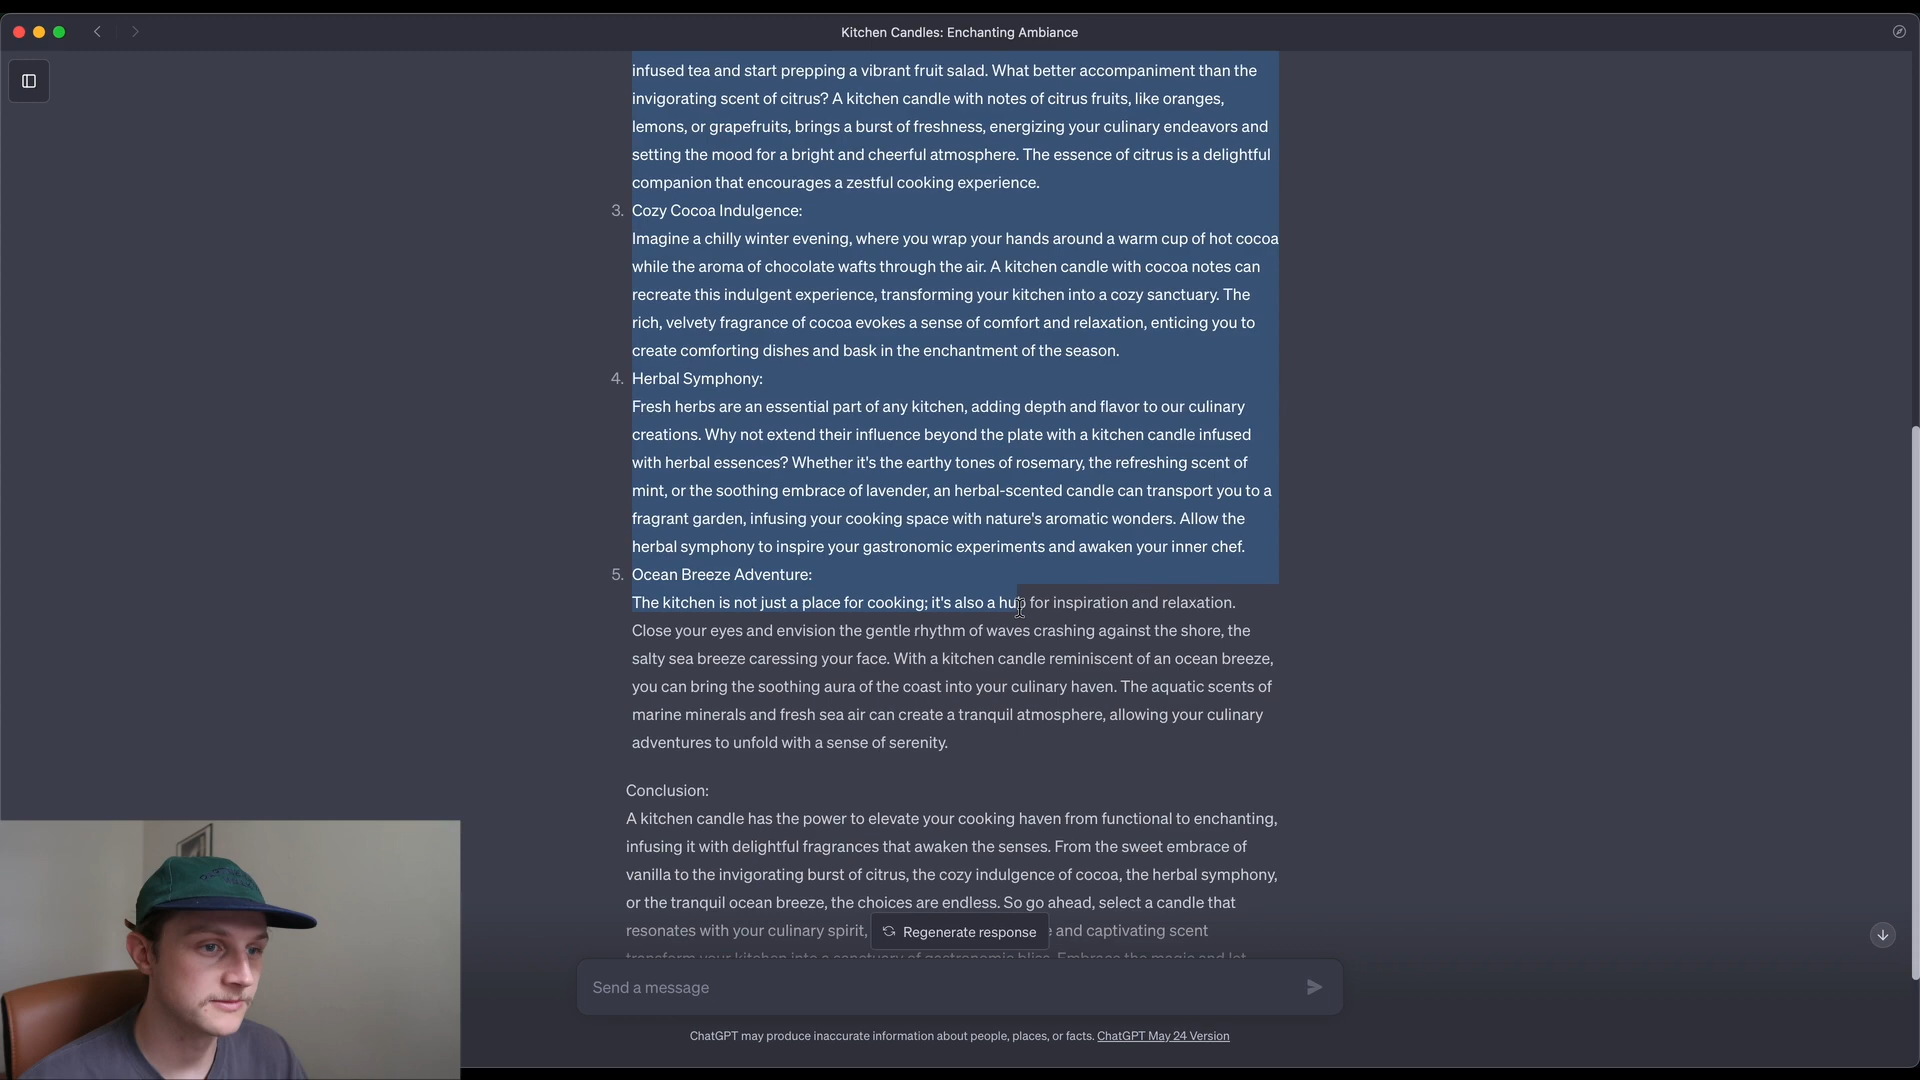 Kitchen Candles: Enchanting Ambiance
infused tea and start prepping a vibrant fruit salad. What better accompaniment than the
invigorating scent of citrus? A kitchen candle with notes of citrus fruits, like oranges,
lemons, or grapefruits, brings a burst of freshness, energizing your culinary endeavors and
setting the mood for a bright and cheerful atmosphere. The essence of citrus is a delightful
companion that encourages a zestful cooking experience.
3. Cozy Cocoa Indulgence:
Imagine a chilly winter evening, where you wrap your hands around a warm cup of hot cocoa
while the aroma of chocolate wafts through the air. A kitchen candle with cocoa notes can
recreate this indulgent experience, transforming your kitchen into a cozy sanctuary. The
rich, velvety fragrance of cocoa evokes a sense of comfort and relaxation, enticing you to
create comforting dishes and bask in the enchantment of the season.
4. Herbal Symphony:
Fresh herbs are an essential part of any kitchen, adding depth and flavor to our culinary
creations. Why not extend their influence beyond the plate with a kitchen candle infused
with herbal essences? Whether it's the earthy tones of rosemary, the refreshing scent of
mint, or the soothing embrace of lavender, an herbal-scented candle can transport you to a
fragrant garden, infusing your cooking space with nature's aromatic wonders. Allow the
herbal symphony to inspire your gastronomic experiments and awaken your inner chef.
5. Ocean Breeze Adventure:
The kitchen is not just a place for cooking; it's also a hub for inspiration and relaxation.
Close your eyes and envision the gentle rhythm of waves crashing against the shore, the
salty sea breeze caressing your face. With a kitchen candle reminiscent of an ocean breeze,
you can bring the soothing aura of the coast into your culinary haven. The aquatic scents of
marine minerals and fresh sea air can create a tranquil atmosphere, allowing your culinary
adventures to unfold with a sense of serenity.
Conclusion:
A kitchen candle has the power to elevate your cooking haven from functional to enchanting,
infusing it with delightful fragrances that awaken the senses. From the sweet embrace of
vanilla to the invigorating burst of citrus, the cozy indulgence of cocoa, the herbal symphony,
or the tranquil ocean breeze, the choices are endless. So go ahead, select a candle that
resonates with your culinary spirit, and captivating scent
transform your kitchen into a sanctuary of gastronomic bliss. Embrace the magic and let
Regenerate response
Send a message
ChatGPT may produce inaccurate information about people, places, or facts. ChatGPT May 24 Version